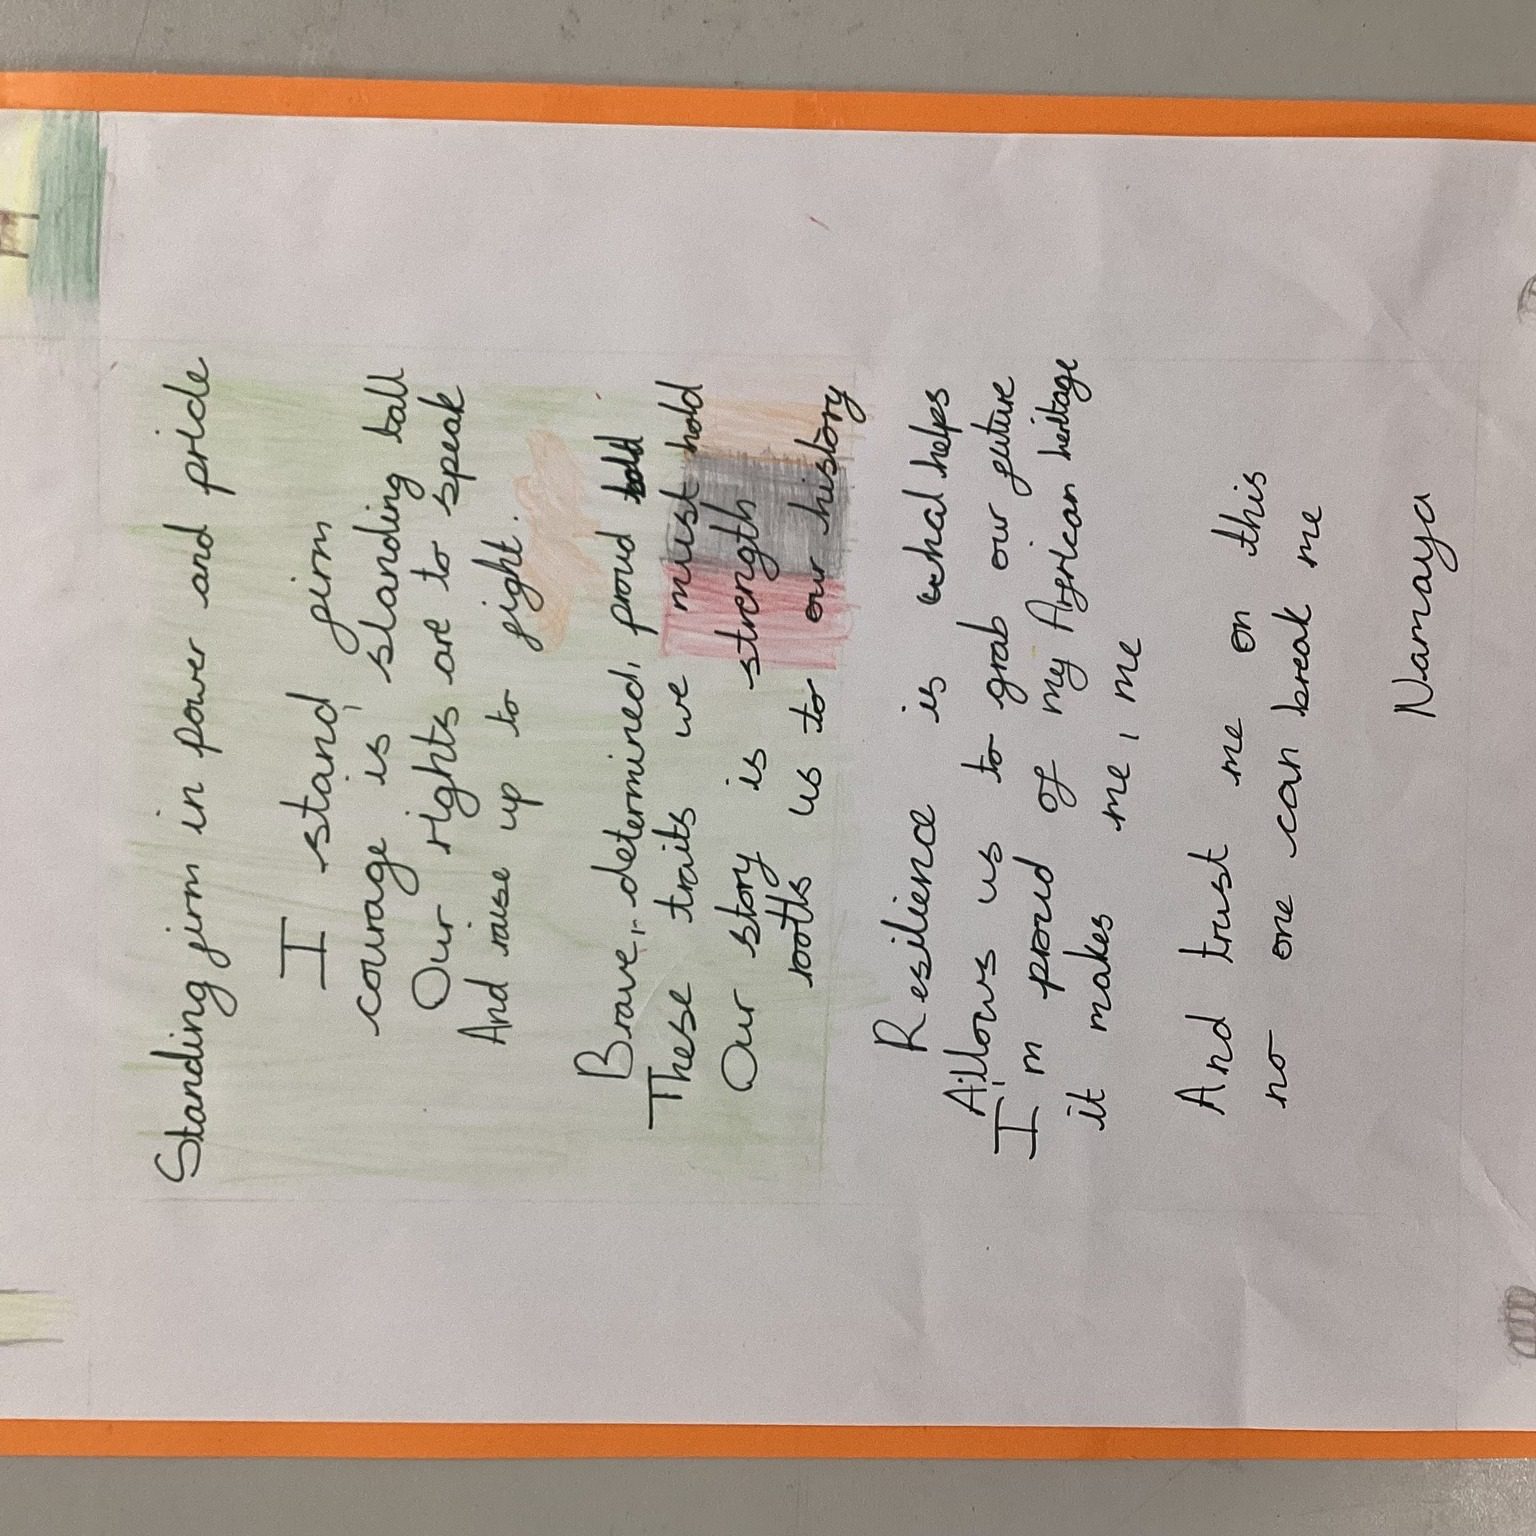 Standing firm in power and pride
I stand, firm
courage is, standing tall
Our rights are to speak
And raise up to fight.
Brave, determined, proud bold
These traits we must hold
Our story is strength
roots us to our history
Resilience is what helps
Allows us to grab our future
I'm proud of my African heritage
it makes me, me
And trust me on this
no one can break me
Namaya